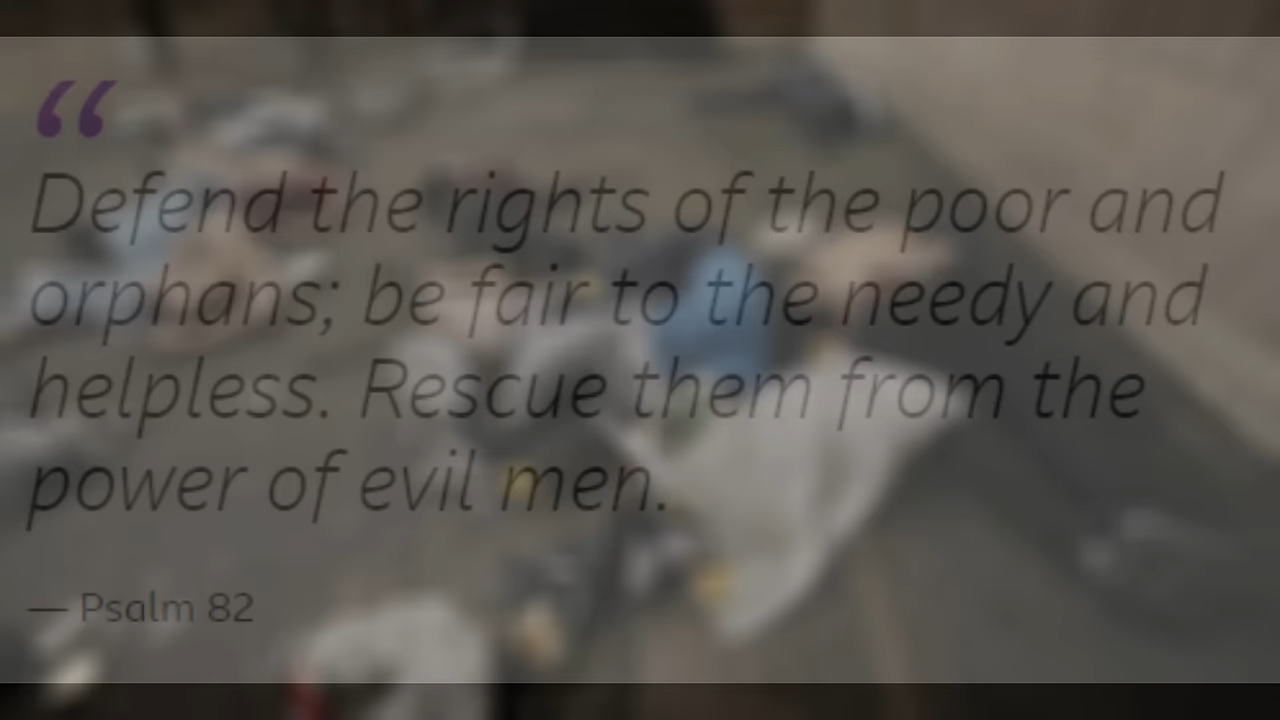 “
Defend the rights of the poor and
orphans; be fair to the needy and
helpless. Rescue them from the
power of evil men.
— Psalm 82